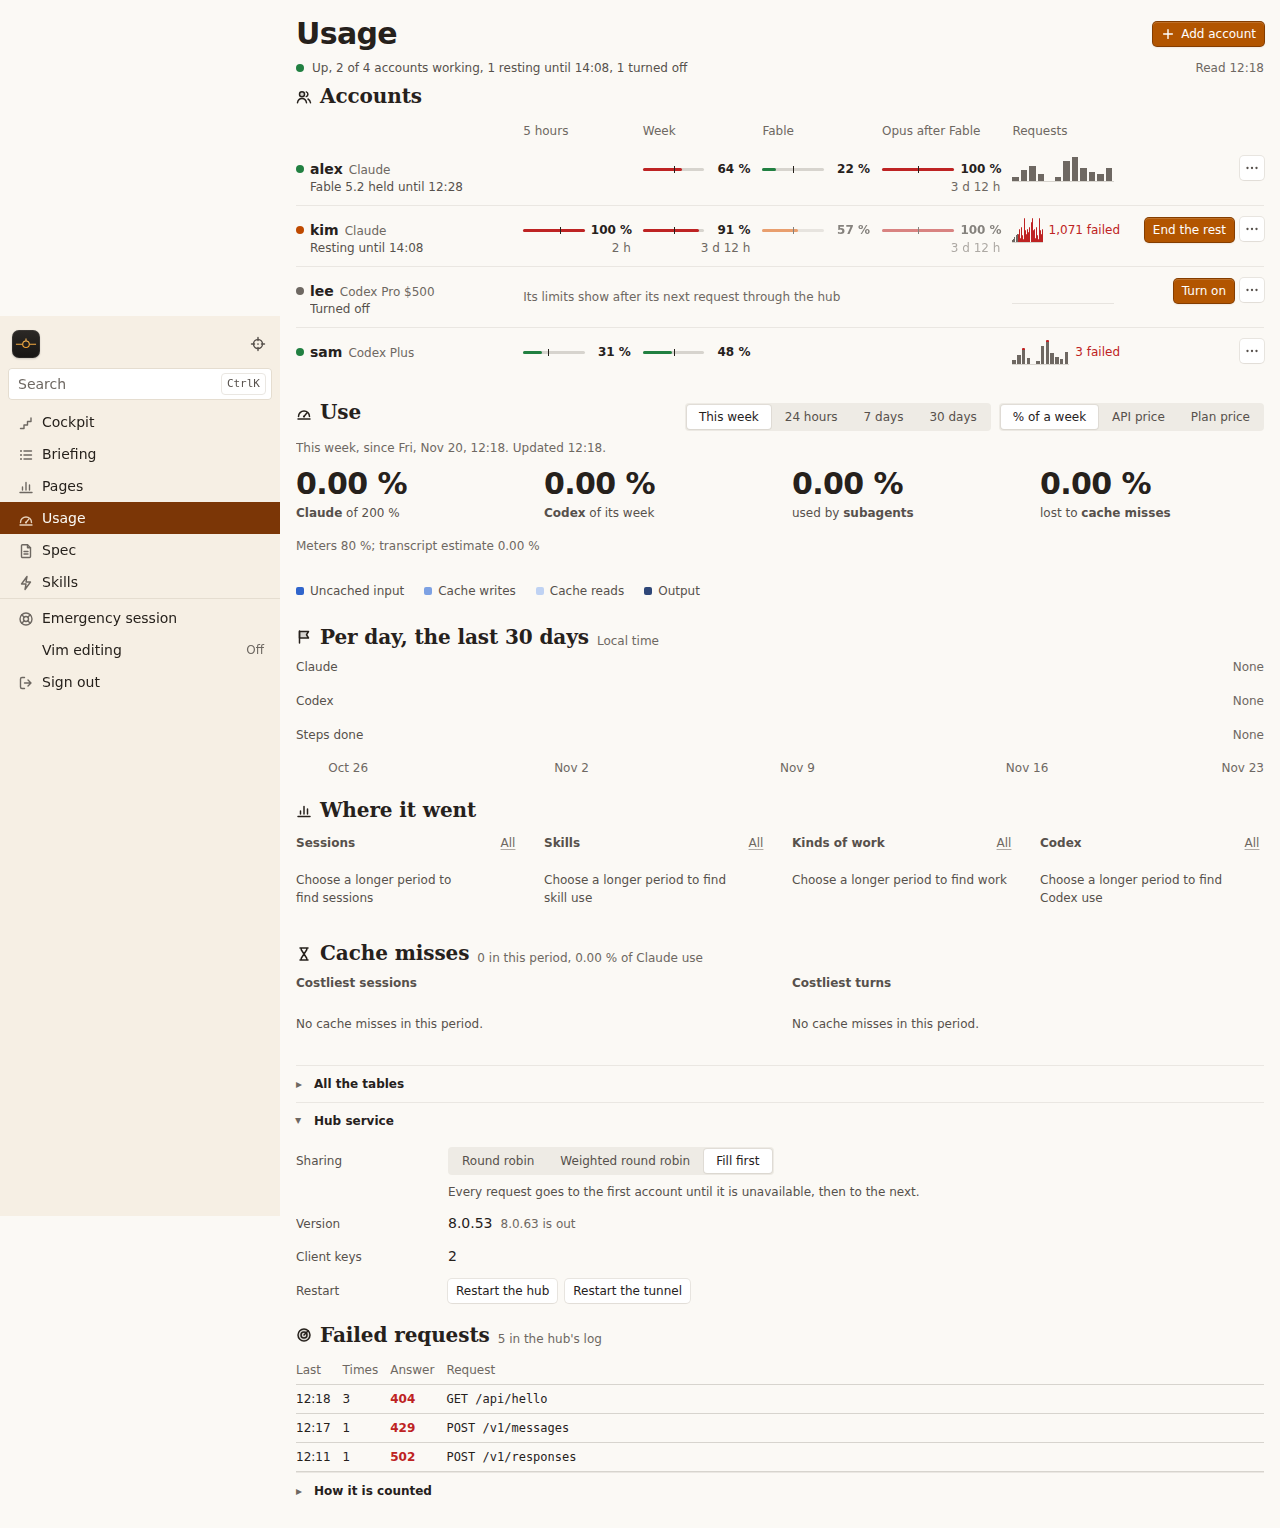 Usage
Add account
Up, 2 of 4 accounts working, 1 resting until 14:08, 1 turned off
Read 12:18
Accounts
5 hours Week Fable Opus after Fable Requests
alex Claude
Fable 5.2 held until 12:28
64 % 22 % 100 %
3 d 12 h
kim Claude
Resting until 14:08
100 % 91 % 57 % 100 %
2 h 3 d 12 h 3 d 12 h
1,071 failed
End the rest
lee Codex Pro $500
Turned off
Its limits show after its next request through the hub
Turn on
sam Codex Plus
31 % 48 %
3 failed
Search CtrlK
Cockpit
Briefing
Pages
Usage
Spec
Skills
Emergency session
Vim editing Off
Sign out
Use
This week 24 hours 7 days 30 days
% of a week API price Plan price
This week, since Fri, Nov 20, 12:18. Updated 12:18.
0.00 % 0.00 % 0.00 % 0.00 %
Claude of 200 % Codex of its week used by subagents lost to cache misses
Meters 80 %; transcript estimate 0.00 %
Uncached input Cache writes Cache reads Output
Per day, the last 30 days Local time
Claude None
Codex None
Steps done None
Oct 26 Nov 2 Nov 9 Nov 16 Nov 23
Where it went
Sessions All Skills All Kinds of work All Codex All
Choose a longer period to
find sessions
Choose a longer period to find
skill use
Choose a longer period to find work
Choose a longer period to find
Codex use
Cache misses 0 in this period, 0.00 % of Claude use
Costliest sessions Costliest turns
No cache misses in this period. No cache misses in this period.
All the tables
Hub service
Sharing Round robin Weighted round robin Fill first
Every request goes to the first account until it is unavailable, then to the next.
Version 8.0.53 8.0.63 is out
Client keys 2
Restart Restart the hub Restart the tunnel
Failed requests 5 in the hub's log
Last Times Answer Request
12:18 3 404 GET /api/hello
12:17 1 429 POST /v1/messages
12:11 1 502 POST /v1/responses
How it is counted